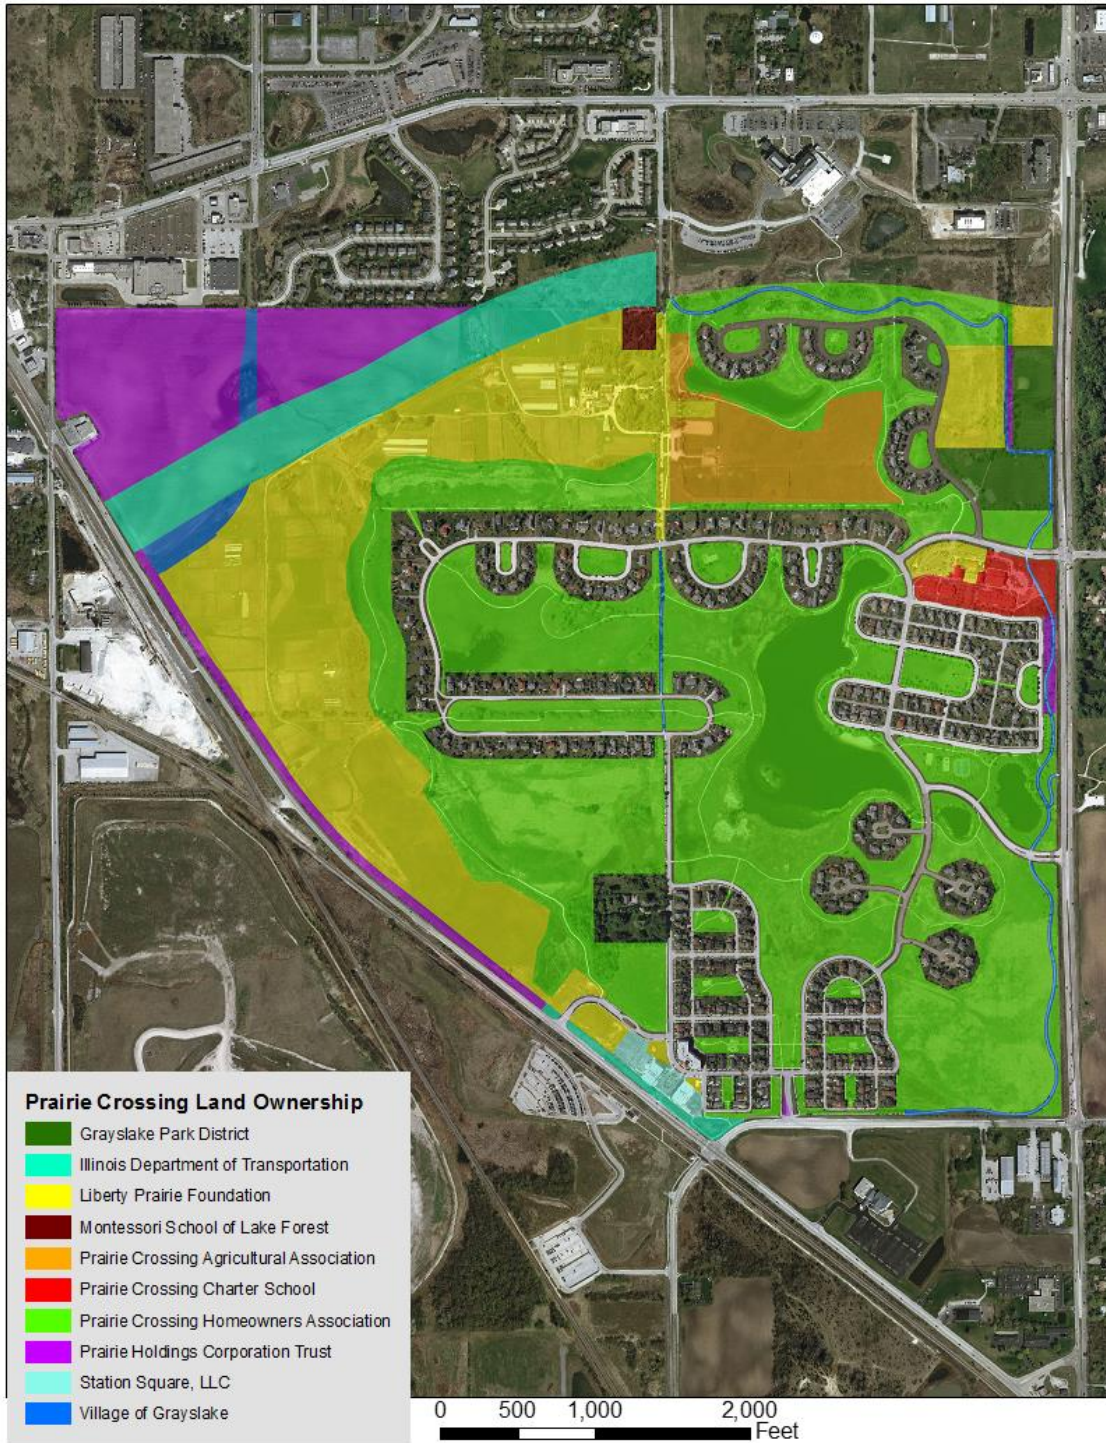 Prairie Crossing Land Ownership
Grayslake Park District
Illinois Department of Transportation
Liberty Prairie Foundation
Montessori School of Lake Forest
Prairie Crossing Agricultural Association
Prairie Crossing Charter School
Prairie Crossing Homeowners Association
Prairie Holdings Corporation Trust
Station Square, LLC
Village of Grayslake
0 500 1,000 2,000
Feet